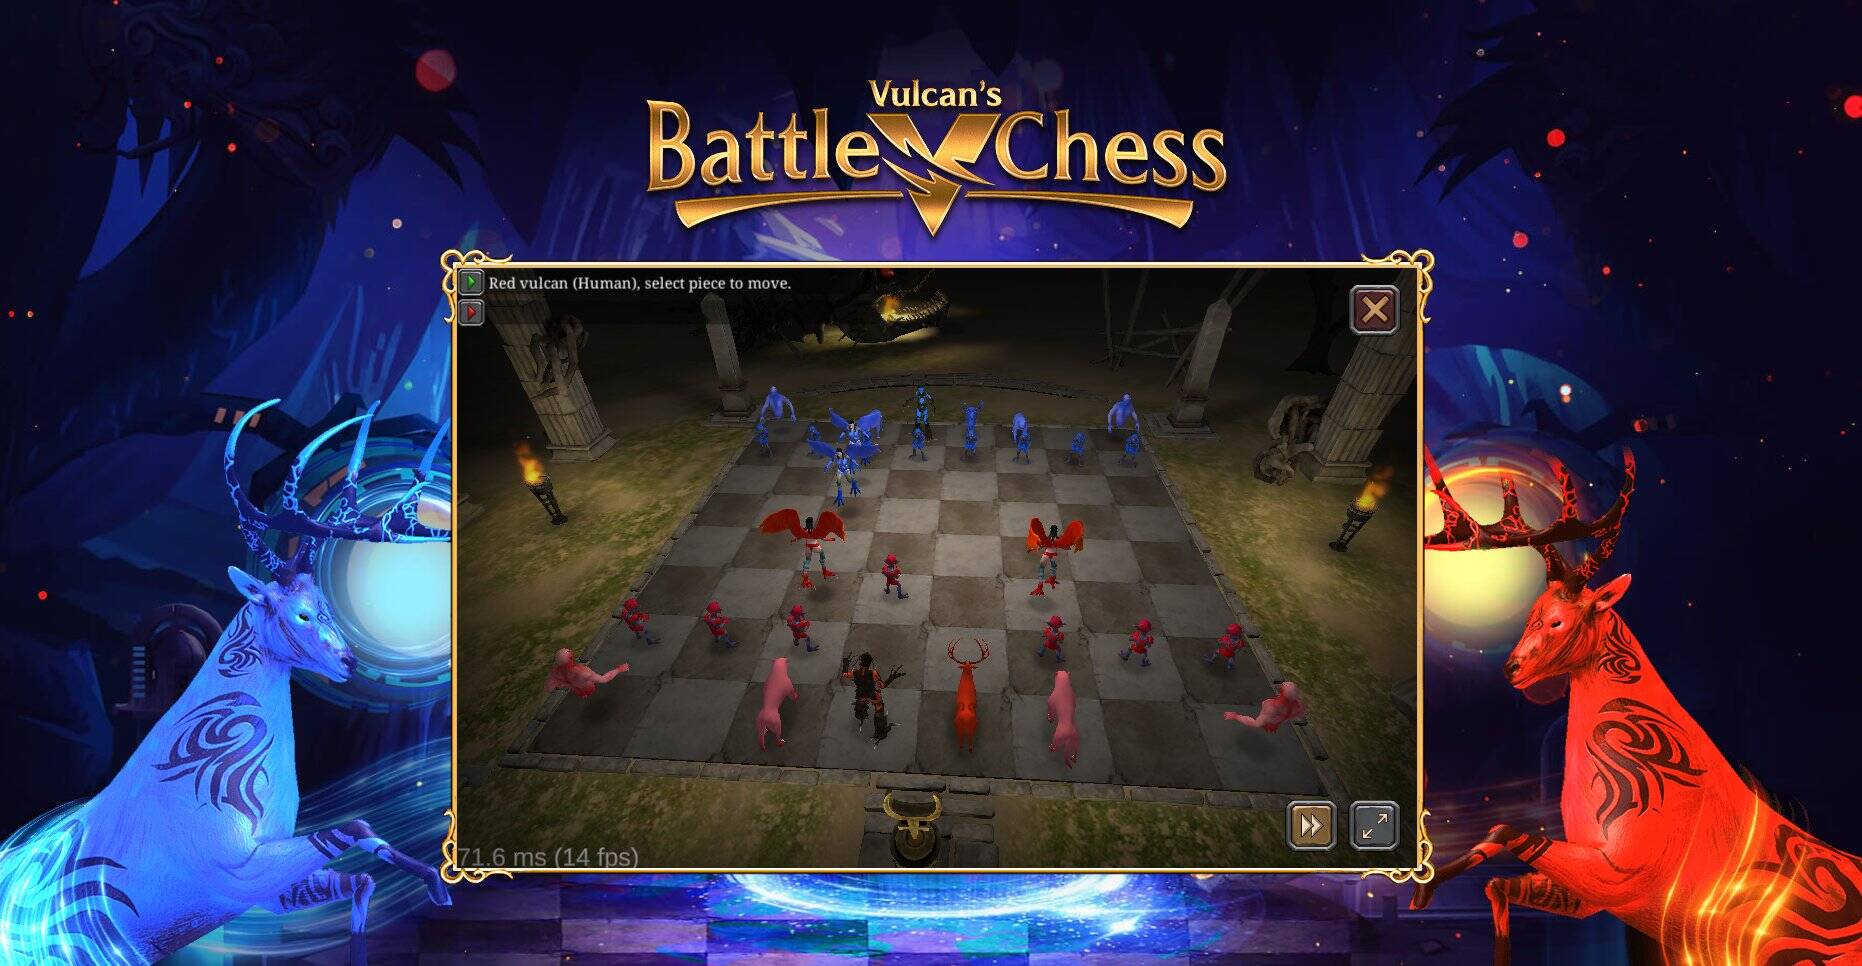 Vulcan's
Battle Chess
Red vulcan (Human), select piece to move.
71.6 ms (14 fps)